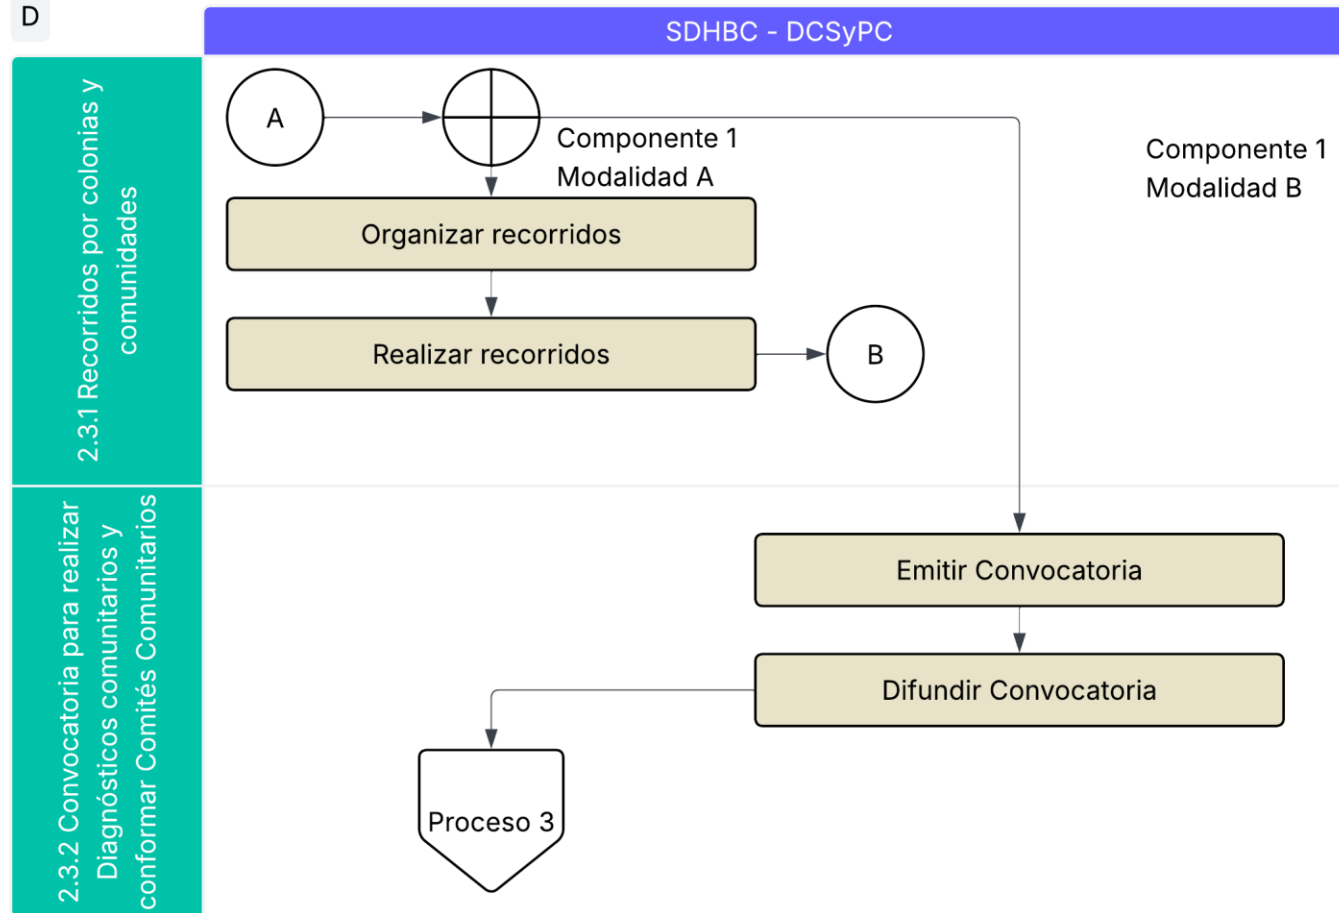 D
SDHBC - DCSyPC
2.3.1 Recorridos por colonias y
comunidades
A
Componente 1
Modalidad A
Componente 1
Modalidad B
Organizar recorridos
Realizar recorridos
B
2.3.2 Convocatoria para realizar
Diagnósticos comunitarios y
conformar Comités Comunitarios
Emitir Convocatoria
Difundir Convocatoria
Proceso 3